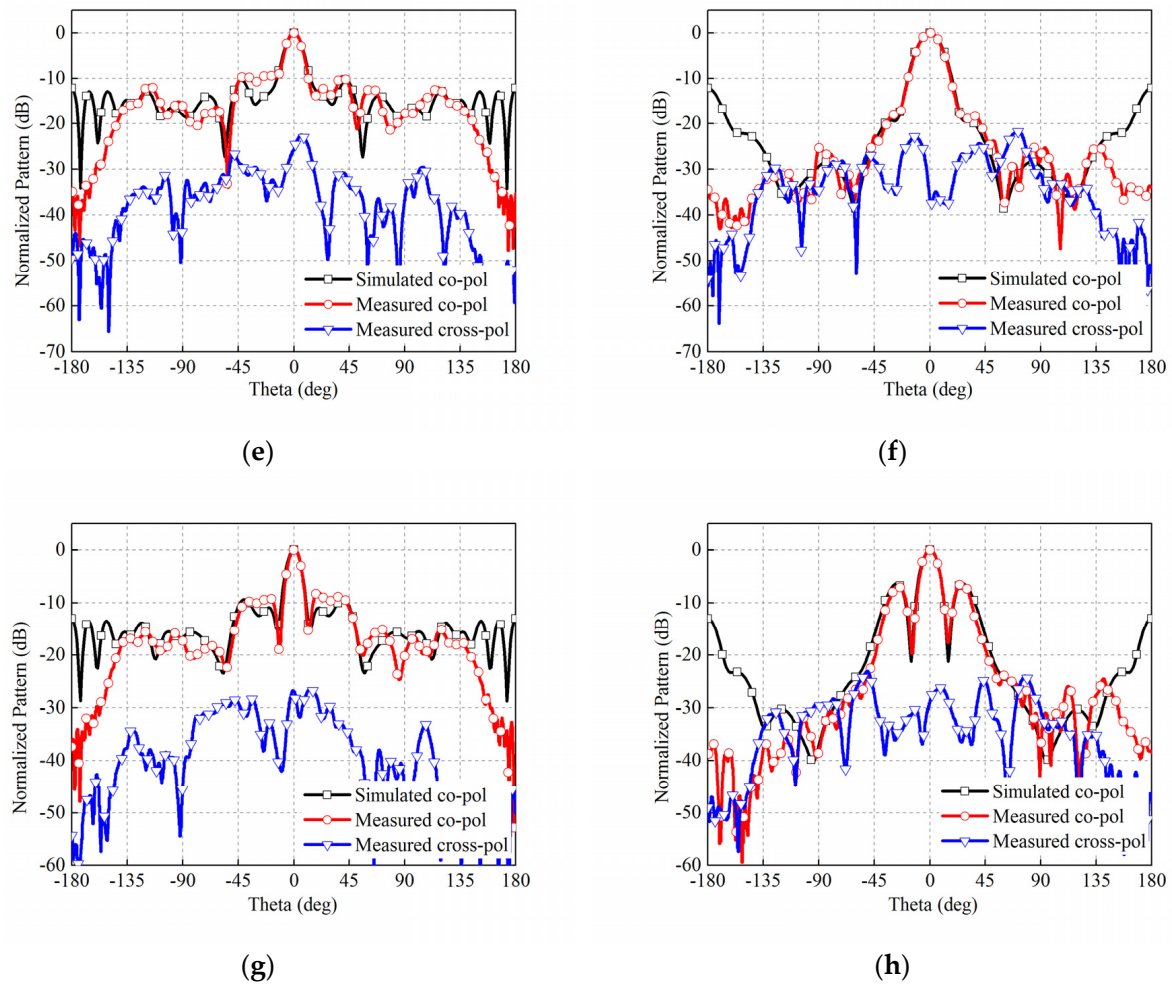 0
-10
-20
-30
-40
-50
-60
-70
Normalized Pattern (dB)
Simulated co-pol
Measured co-pol
Measured cross-pol
-180 -135 -90 -45 0 45 90 135 180
Theta (deg)
(e)
0
-10
-20
-30
-40
-50
-60
-70
Normalized Pattern (dB)
Simulated co-pol
Measured co-pol
Measured cross-pol
-180 -135 -90 -45 0 45 90 135 180
Theta (deg)
(f)
0
-10
-20
-30
-40
-50
-60
Normalized Pattern (dB)
Simulated co-pol
Measured co-pol
Measured cross-pol
-180 -135 -90 -45 0 45 90 135 180
Theta (deg)
(g)
0
-10
-20
-30
-40
-50
-60
Normalized Pattern (dB)
Simulated co-pol
Measured co-pol
Measured cross-pol
-180 -135 -90 -45 0 45 90 135 180
Theta (deg)
(h)